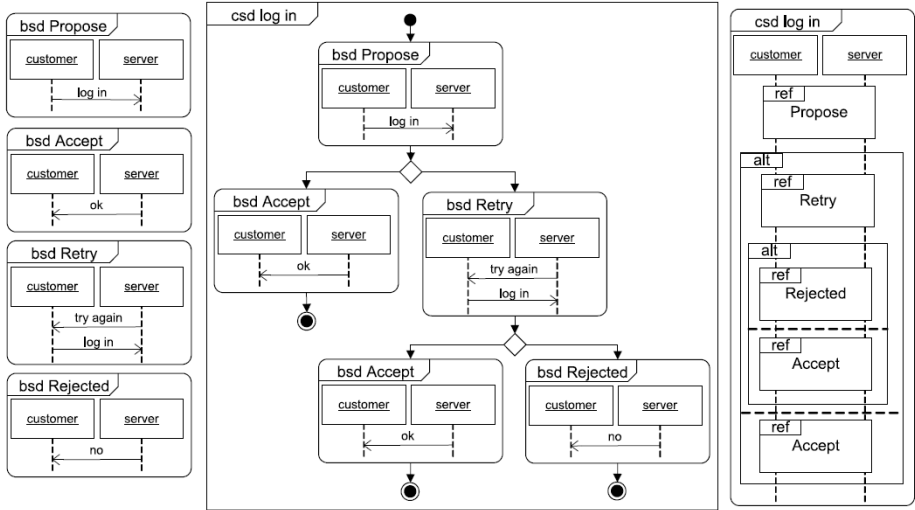 bsd Propose
customer server
log in
bsd Accept
customer server
ok
bsd Retry
customer server
try again
log in
bsd Rejected
customer server
no
csd log in
bsd Propose
customer server
log in
bsd Accept
customer server
ok
bsd Retry
customer server
try again
log in
bsd Accept
customer server
ok
bsd Rejected
customer server
no
csd log in
customer server
ref
Propose
alt
ref
Retry
alt
ref
Rejected
ref
Accept
ref
Accept